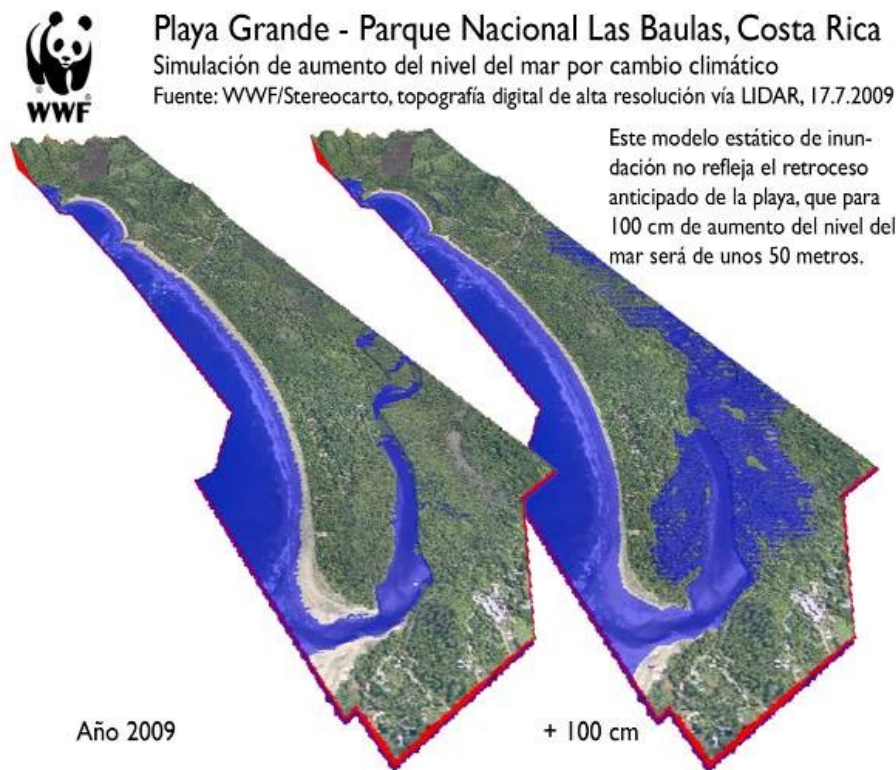 Playa Grande - Parque Nacional Las Baulas, Costa Rica
Simulación de aumento del nivel del mar por cambio climático
Fuente: WWF/Stereocarto, topografía digital de alta resolución vía LIDAR, 17.7.2009
WWF
Este modelo estático de inun-
dación no refleja el retroceso
anticipado de la playa, que para
100 cm de aumento del nivel del
mar será de unos 50 metros.
Año 2009
+ 100 cm